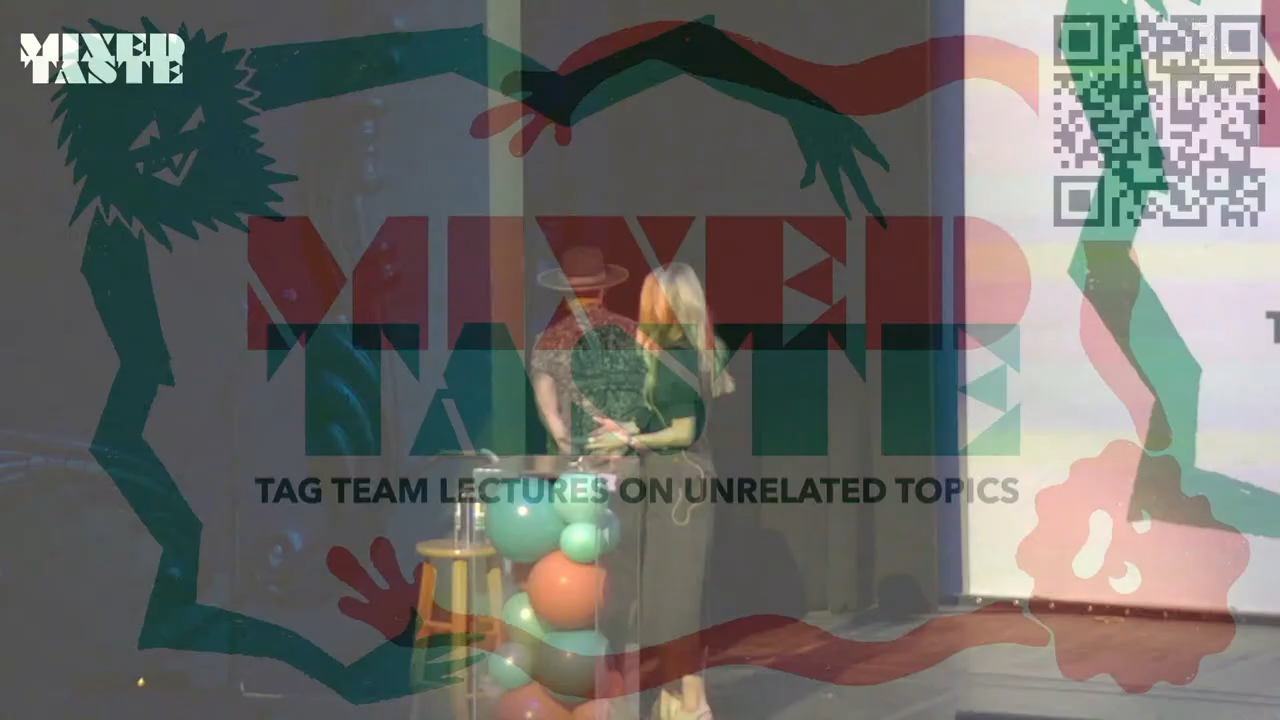 MIXED
TASTE
MIXED
TASTE
TAG TEAM LECTURES ON UNRELATED TOPICS